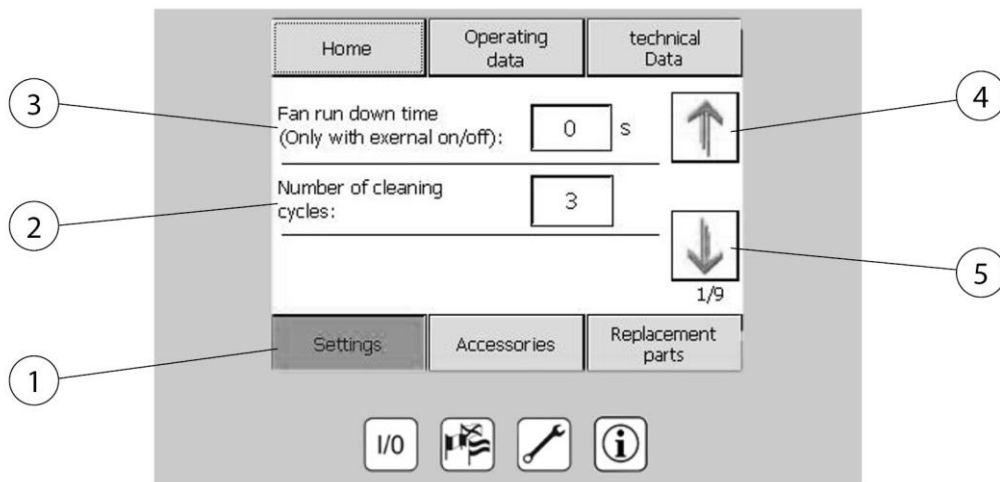 Home
Operating
data
technical
Data
3
Fan run down time
(Only with exernal on/off):
0
s
4
2
Number of cleaning
cycles:
3
5
1/9
1
Settings
Accessories
Replacement
parts
I/0
i